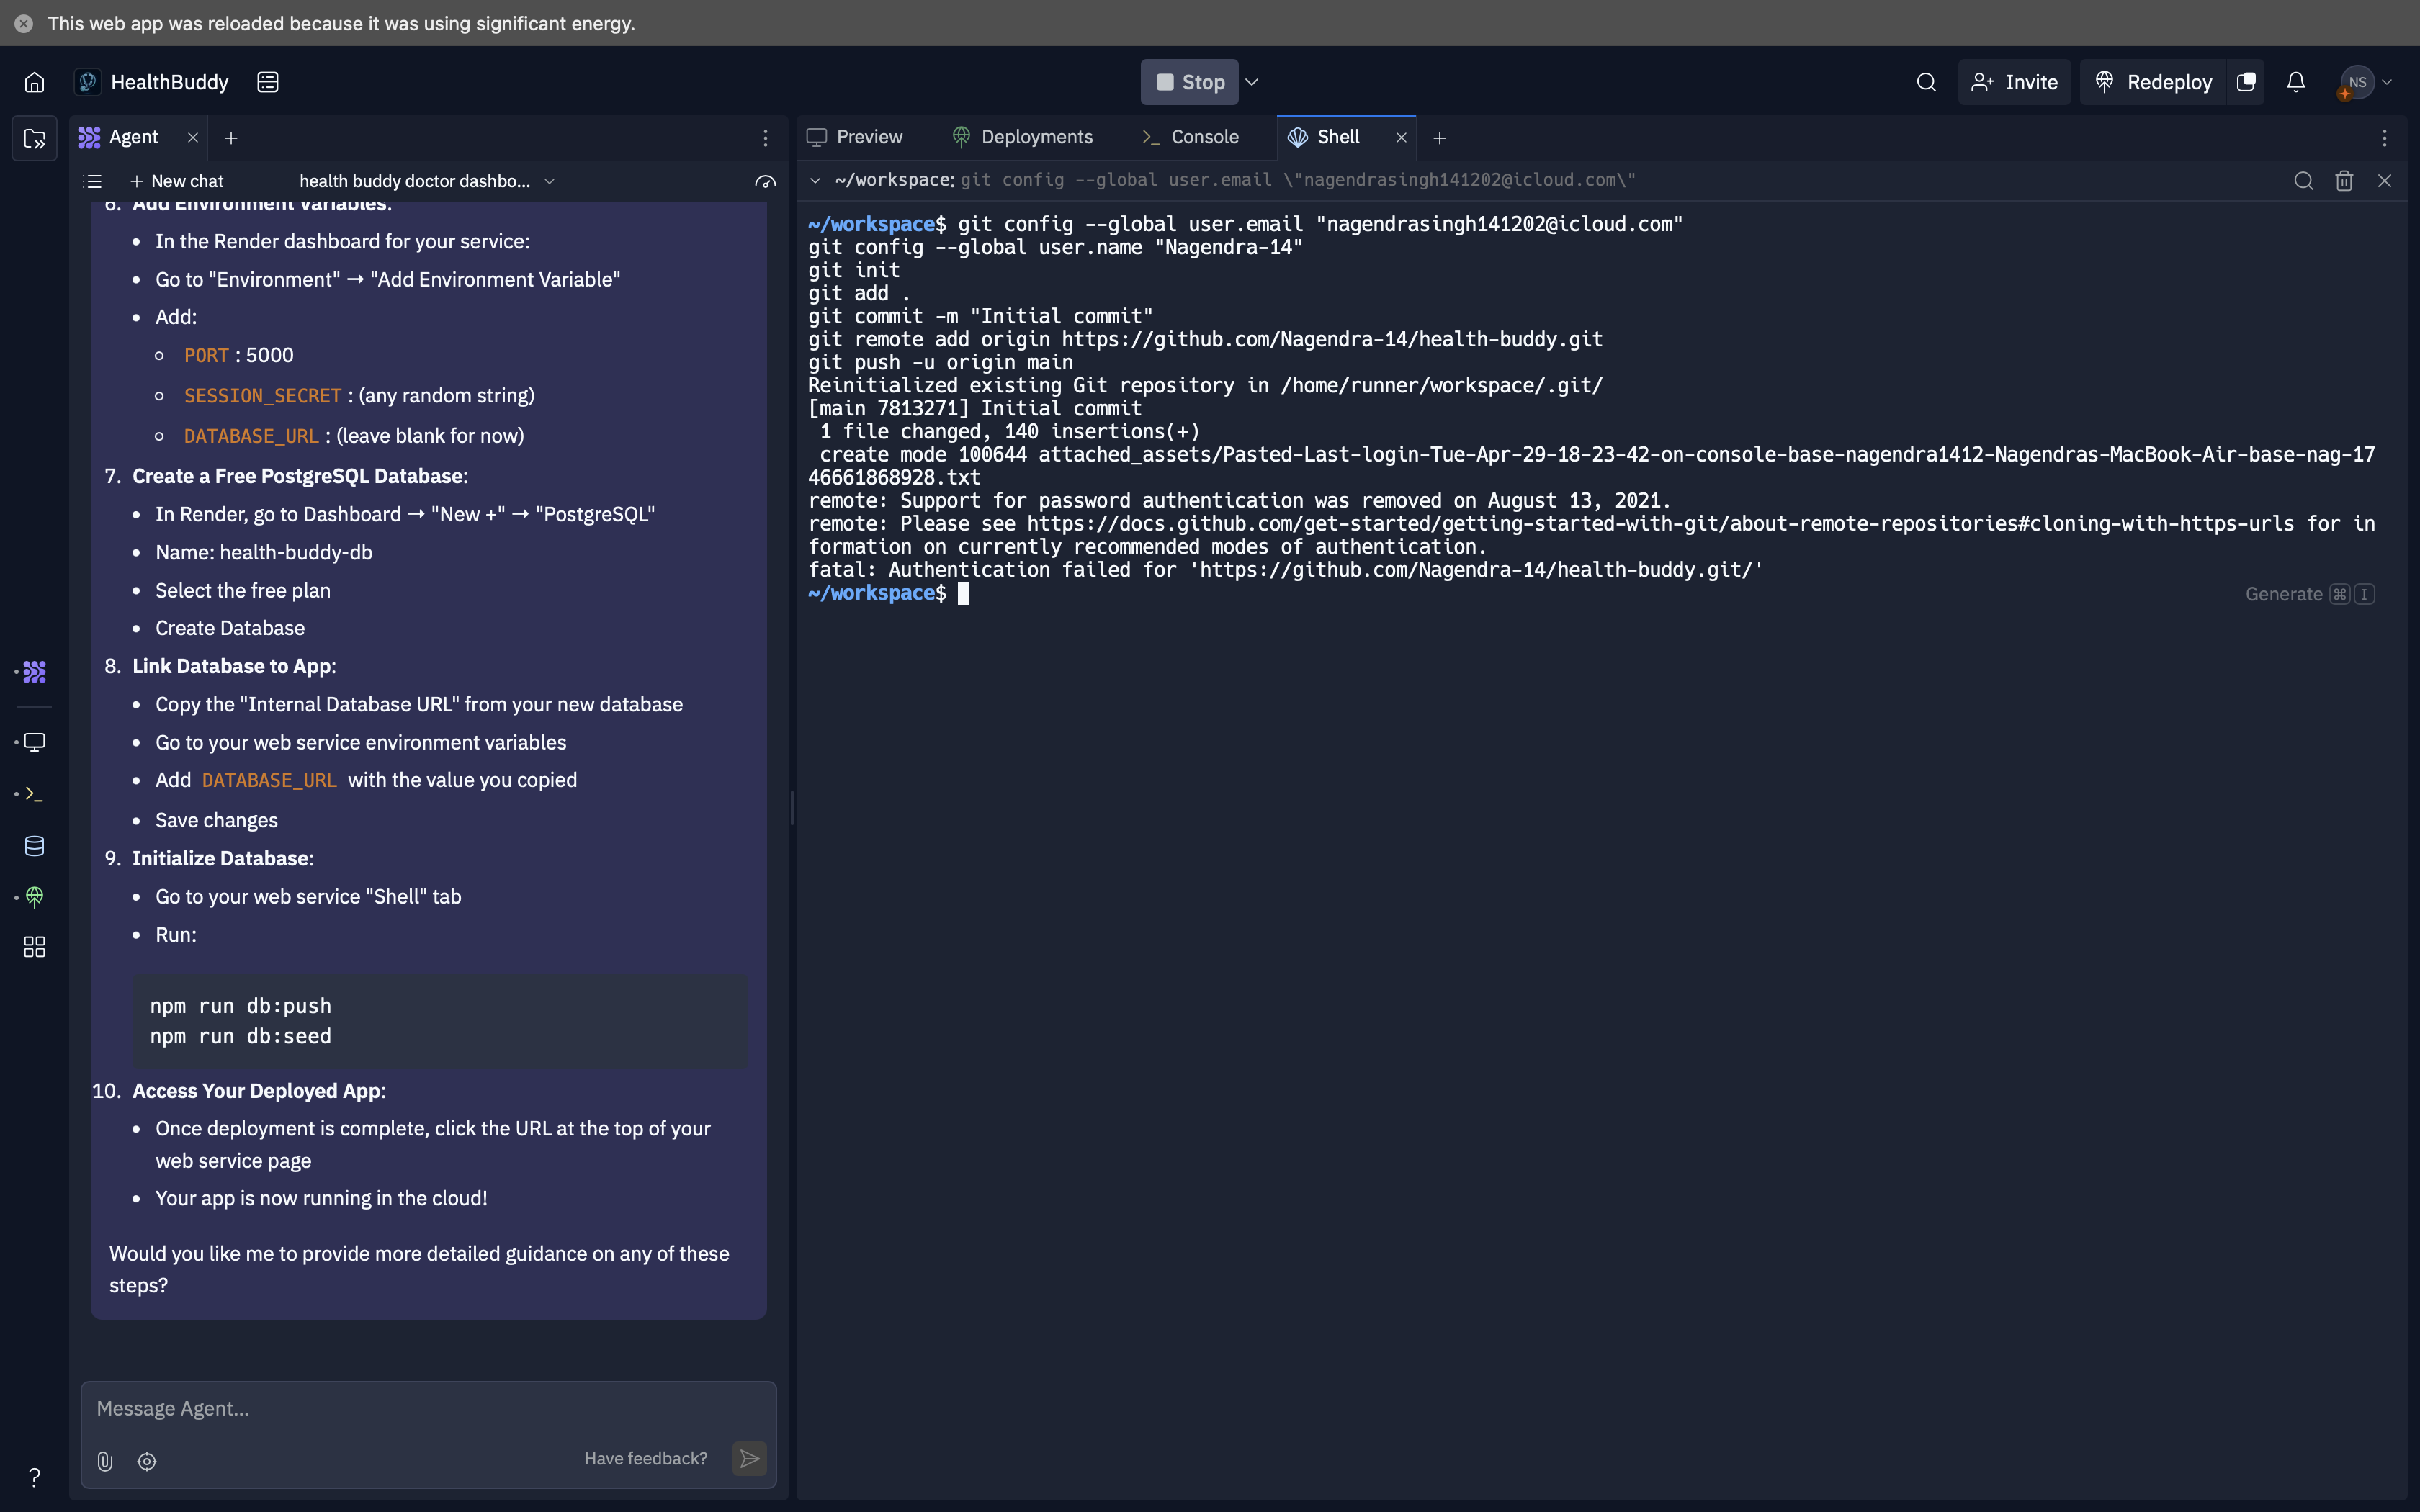 This web app was reloaded because it was using significant energy.
HealthBuddy
Stop
Invite
Redeploy
NS
Agent
Preview
Deployments
Console
Shell
New chat
health buddy doctor dashbo...
~/workspace: git config --global user.email \"nagendrasingh141202@icloud.com\"
6. Add Environment Variables:
• In the Render dashboard for your service:
• Go to "Environment" → "Add Environment Variable"
• Add:
PORT : 5000
SESSION_SECRET : (any random string)
DATABASE_URL : (leave blank for now)
7. Create a Free PostgreSQL Database:
• In Render, go to Dashboard → "New +" → "PostgreSQL"
• Name: health-buddy-db
• Select the free plan
• Create Database
8. Link Database to App:
• Copy the "Internal Database URL" from your new database
• Go to your web service environment variables
• Add DATABASE_URL with the value you copied
• Save changes
9. Initialize Database:
• Go to your web service "Shell" tab
• Run:
npm run db:push
npm run db:seed
10. Access Your Deployed App:
• Once deployment is complete, click the URL at the top of your
web service page
• Your app is now running in the cloud!
Would you like me to provide more detailed guidance on any of these
steps?
Message Agent...
Have feedback?
?
~/workspace$ git config --global user.email "nagendrasingh141202@icloud.com"
git config --global user.name "Nagendra-14"
git init
git add .
git commit -m "Initial commit"
git remote add origin https://github.com/Nagendra-14/health-buddy.git
git push -u origin main
Reinitialized existing Git repository in /home/runner/workspace/.git/
[main 7813271] Initial commit
1 file changed, 140 insertions(+)
create mode 100644 attached_assets/Pasted-Last-login-Tue-Apr-29-18-23-42-on-console-base-nagendra1412-Nagendras-MacBook-Air-base-nag-17
46661868928.txt
remote: Support for password authentication was removed on August 13, 2021.
remote: Please see https://docs.github.com/get-started/getting-started-with-git/about-remote-repositories#cloning-with-https-urls for in
formation on currently recommended modes of authentication.
fatal: Authentication failed for 'https://github.com/Nagendra-14/health-buddy.git/'
~/workspace$
Generate ⌘ I